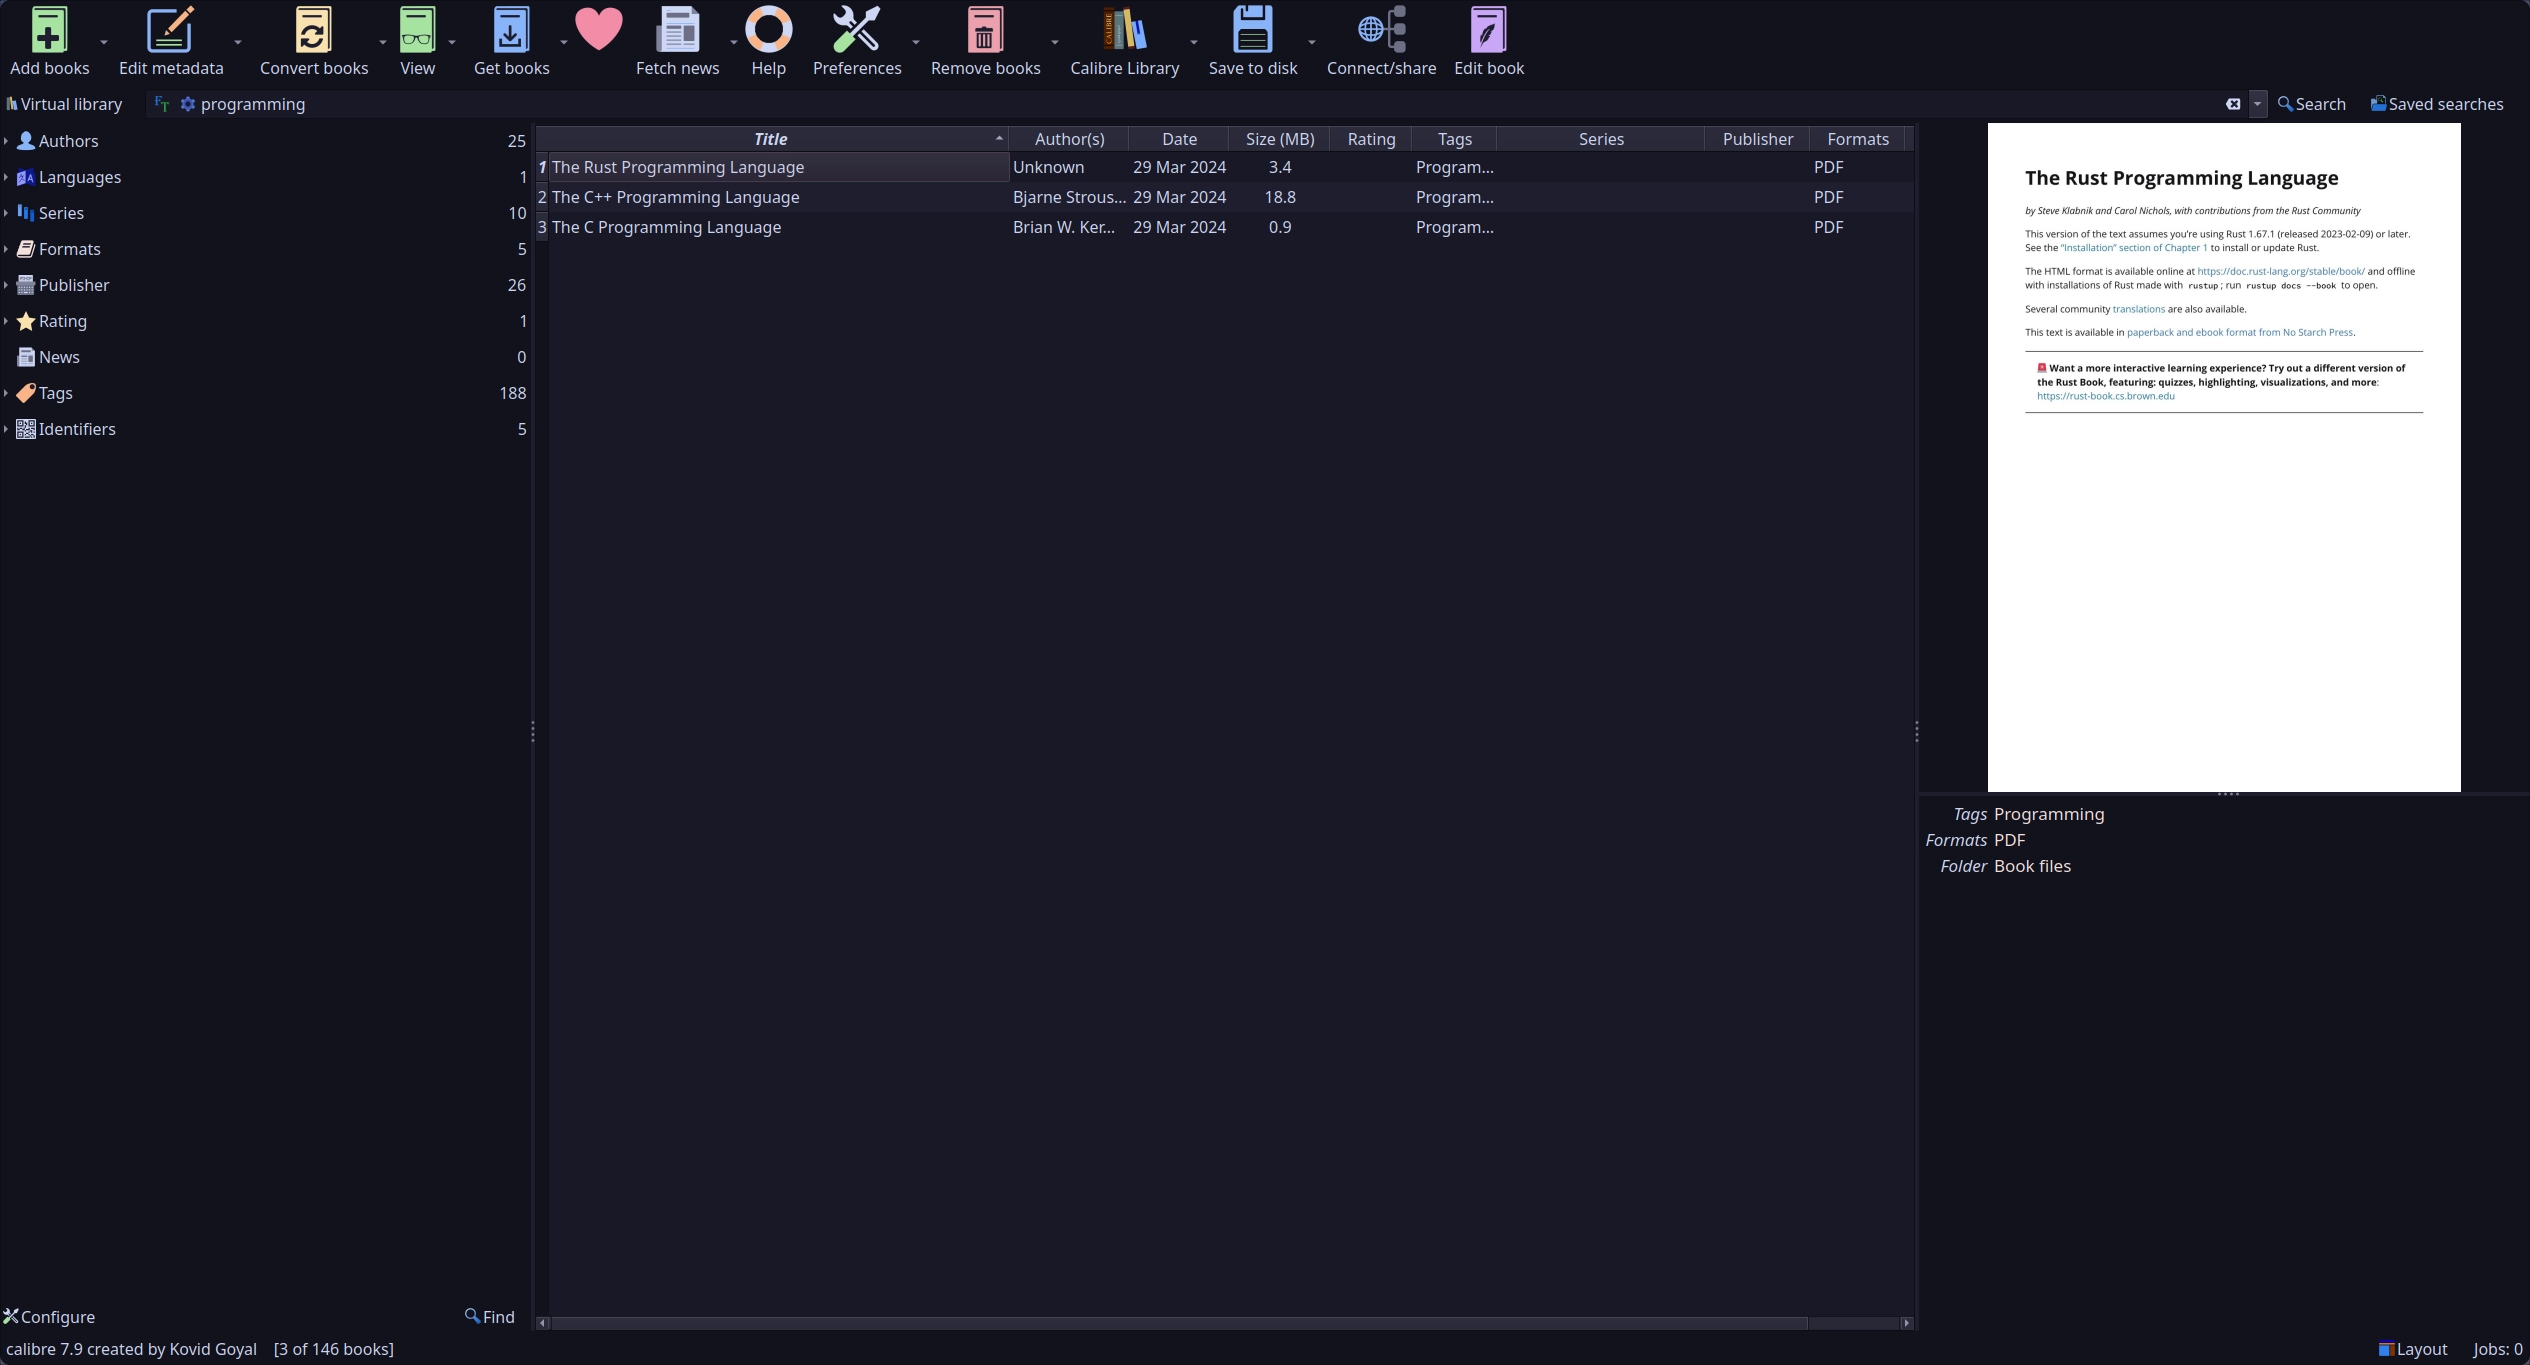 Add books Edit metadata Convert books View Get books Fetch news Help Preferences Remove books Calibre Library Save to disk Connect/share Edit book
Virtual library FT programming Search Saved searches
Authors 25
Languages 1
Series 10
Formats 5
Publisher 26
Rating 1
News 0
Tags 188
Identifiers 5
Configure Find
Title Author(s) Date Size (MB) Rating Tags Series Publisher Formats
1 The Rust Programming Language Unknown 29 Mar 2024 3.4 Program... PDF
2 The C++ Programming Language Bjarne Strous... 29 Mar 2024 18.8 Program... PDF
3 The C Programming Language Brian W. Ker... 29 Mar 2024 0.9 Program... PDF
The Rust Programming Language
by Steve Klabnik and Carol Nichols, with contributions from the Rust Community
This version of the text assumes you're using Rust 1.67.1 (released 2023-02-09) or later.
See the “Installation” section of Chapter 1 to install or update Rust.
The HTML format is available online at https://doc.rust-lang.org/stable/book/ and offline
with installations of Rust made with rustup; run rustup docs --book to open.
Several community translations are also available.
This text is available in paperback and ebook format from No Starch Press.
🚨 Want a more interactive learning experience? Try out a different version of
the Rust Book, featuring: quizzes, highlighting, visualizations, and more:
https://rust-book.cs.brown.edu
Tags Programming
Formats PDF
Folder Book files
calibre 7.9 created by Kovid Goyal [3 of 146 books] Layout Jobs: 0